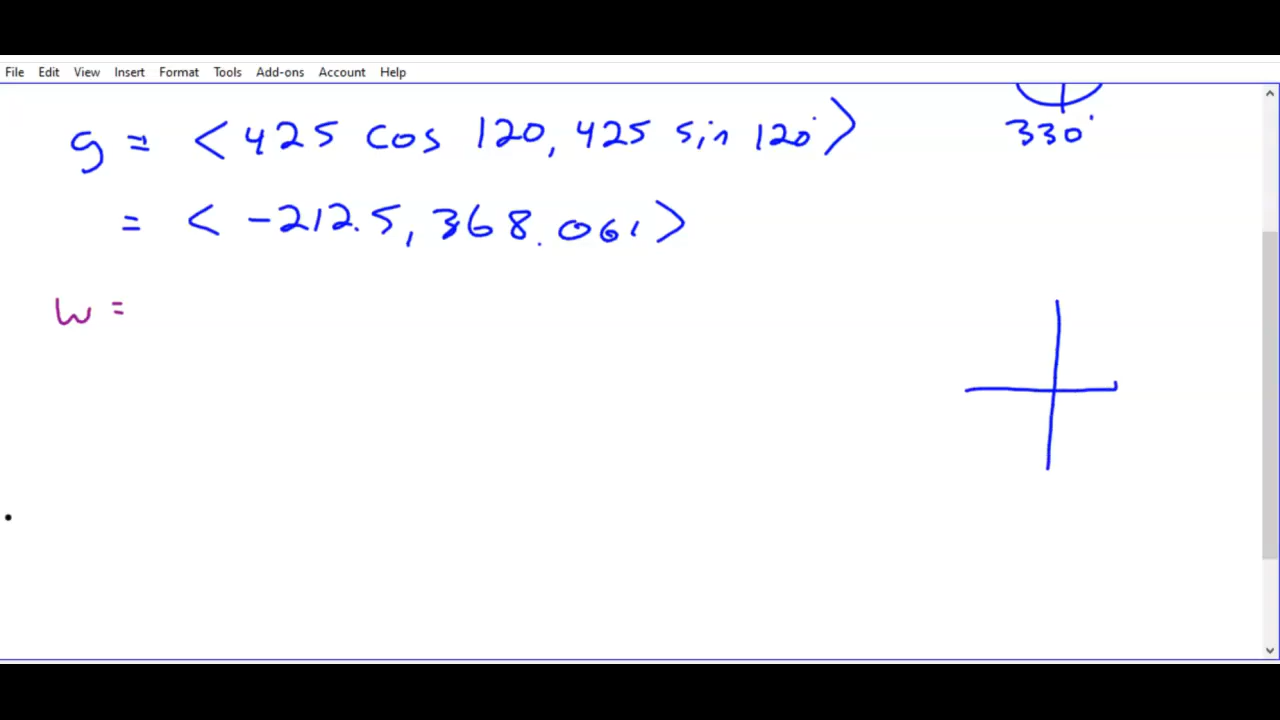 File Edit View Insert Format Tools Add-ons Account Help
g = <425 cos 120, 425 sin 120°>
330°
= < -212.5, 368.061>
w =